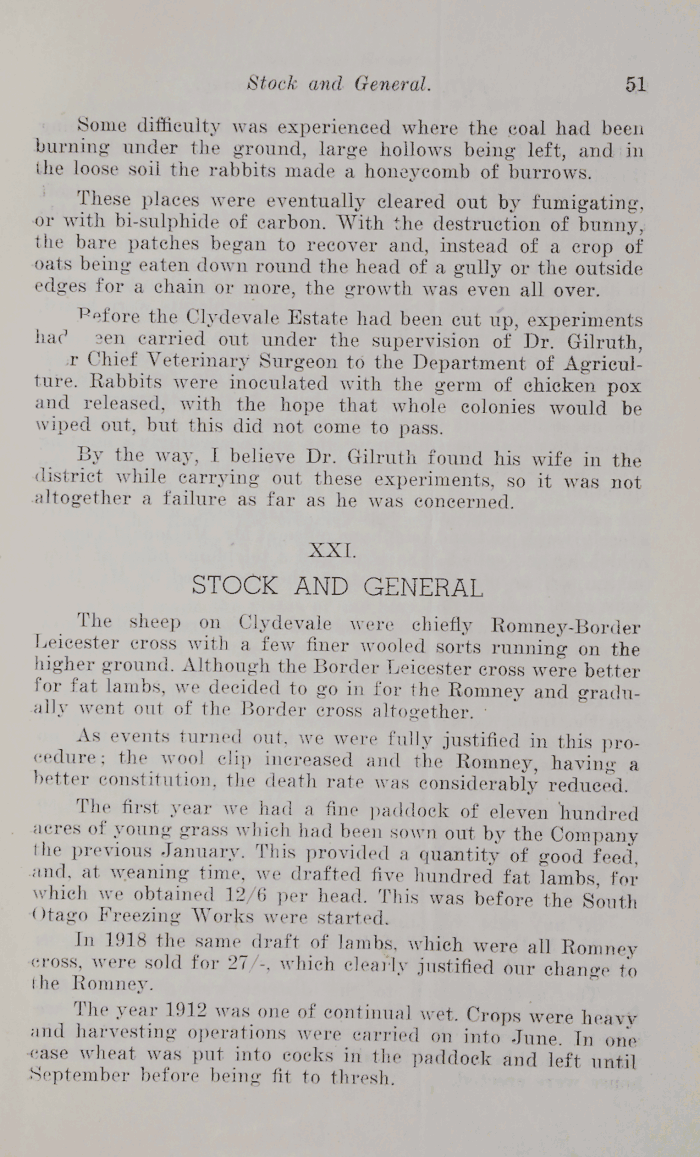 Stock and General. 51
Some difficulty was experienced where the coal had been
burning under the ground, large hollows being left, and in
the loose soil the rabbits made a honeycomb of burrows.
These places were eventually cleared out by fumigating,
or with bi-sulphide of carbon. With the destruction of bunny,
the bare patches began to recover and, instead of a crop of
oats being eaten down round the head of a gully or the outside
edges for a chain or more, the growth was even all over.
Before the Clydevale Estate had been cut up, experiments
had een carried out under the supervision of Dr. Gilruth,
r Chief Veterinary Surgeon to the Department of Agricul-
ture. Rabbits were inoculated with the germ of chicken pox
and released, with the hope that whole colonies would be
wiped out, but this did not come to pass.
By the way, I believe Dr. Gilruth found his wife in the
district while carrying out these experiments, so it was not
altogether a failure as far as he was concerned.
XXI.
STOCK AND GENERAL
The sheep on Clydevale were chiefly Romney-Border
Leicester cross with a few finer wooled sorts running on the
higher ground. Although the Border Leicester cross were better
for fat lambs, we decided to go in for the Romney and gradu-
ally went out of the Border cross altogether.
As events turned out, we were fully justified in this pro-
cedure; the wool clip increased and the Romney, having a
better constitution, the death rate was considerably reduced.
The first year we had a fine paddock of eleven hundred
acres of young grass which had been sown out by the Company
the previous January. This provided a quantity of good feed,
and, at weaning time, we drafted five hundred fat lambs, for
which we obtained 12/6 per head. This was before the South
Otago Freezing Works were started.
In 1918 the same draft of lambs, which were all Romney
cross, were sold for 27/-, which clearly justified our change to
the Romney.
The year 1912 was one of continual wet. Crops were heavy
and harvesting operations were carried on into June. In one
case wheat was put into cocks in the paddock and left until
September before being fit to thresh.